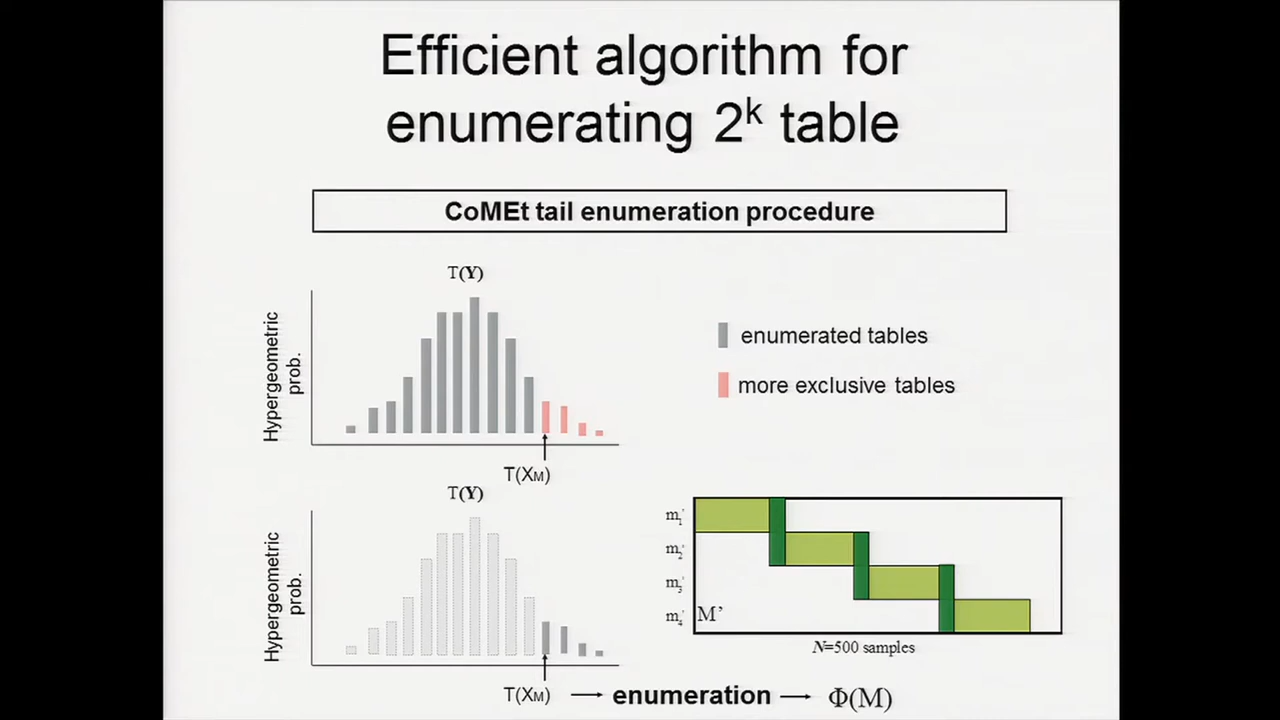 Efficient algorithm for
enumerating 2^k table
CoMEt tail enumeration procedure
T(Y)
Hypergeometric
prob.
T(XM)
enumerated tables
more exclusive tables
T(Y)
Hypergeometric
prob.
T(XM) → enumeration → Φ(M)
m1'
m2'
m3'
m4'
M’
N=500 samples